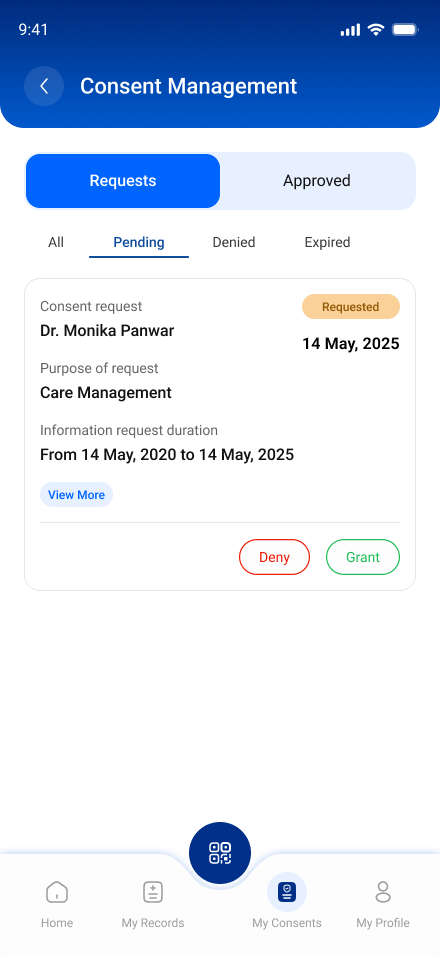 9:41
Consent Management
Requests
Approved
All
Pending
Denied
Expired
Consent request
Requested
Dr. Monika Panwar
14 May, 2025
Purpose of request
Care Management
Information request duration
From 14 May, 2020 to 14 May, 2025
View More
Deny
Grant
Home
My Records
My Consents
My Profile